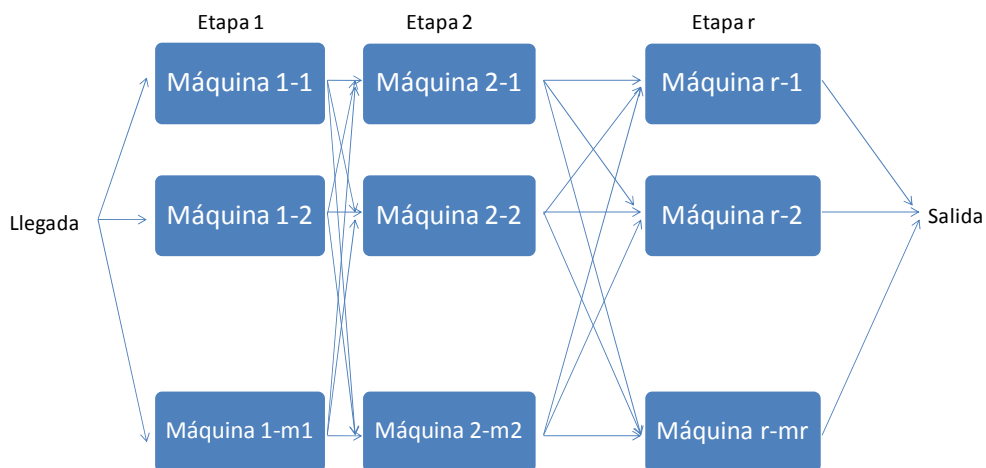 Etapa 1
Etapa 2
Etapa r
Máquina 1-1
Máquina 2-1
Máquina r-1
Máquina 1-2
Máquina 2-2
Máquina r-2
Llegada
Salida
Máquina 1-m1
Máquina 2-m2
Máquina r-mr